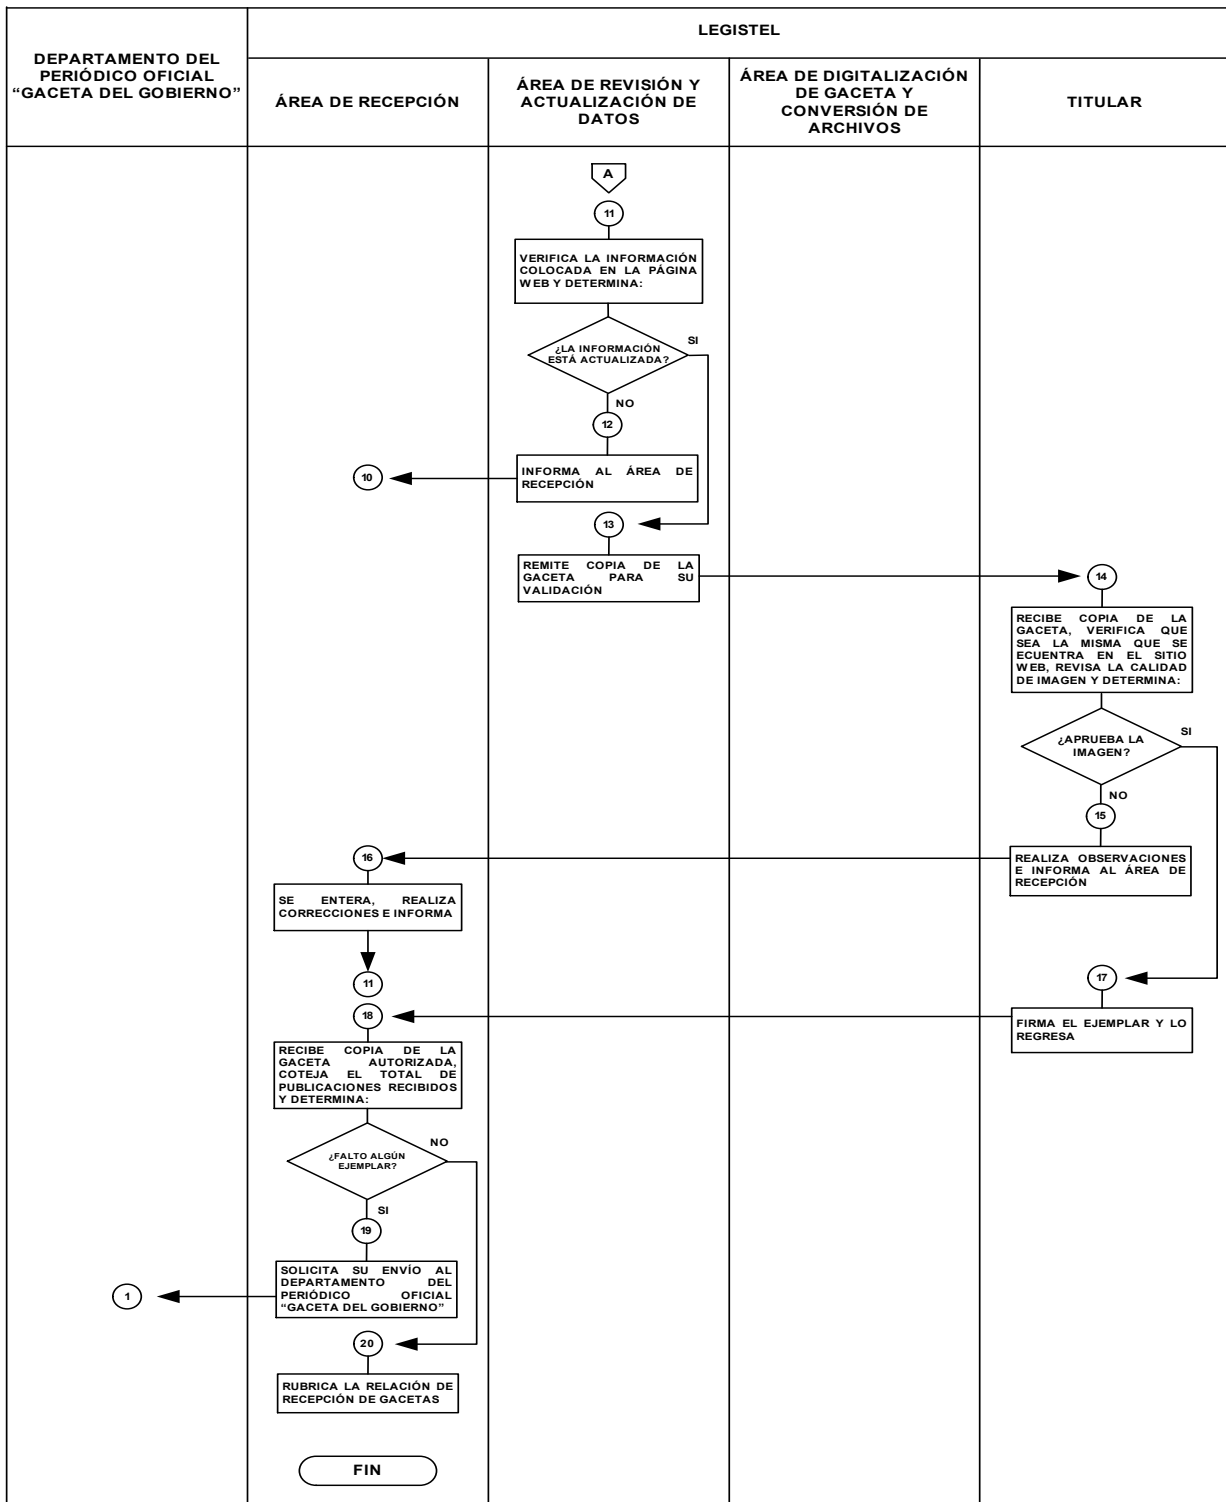 LEGISTEL
DEPARTAMENTO DEL
PERIÓDICO OFICIAL
“GACETA DEL GOBIERNO”
ÁREA DE RECEPCIÓN
ÁREA DE REVISIÓN Y
ACTUALIZACIÓN DE
DATOS
ÁREA DE DIGITALIZACIÓN
DE GACETA Y
CONVERSIÓN DE
ARCHIVOS
TITULAR
A
11
VERIFICA LA INFORMACIÓN
COLOCADA EN LA PÁGINA
WEB Y DETERMINA:
¿LA INFORMACIÓN
ESTÁ ACTUALIZADA?
SI
NO
12
INFORMA AL ÁREA DE
RECEPCIÓN
10
13
REMITE COPIA DE LA
GACETA PARA SU
VALIDACIÓN
14
RECIBE COPIA DE LA
GACETA, VERIFICA QUE
SEA LA MISMA QUE SE
ECUENTRA EN EL SITIO
WEB, REVISA LA CALIDAD
DE IMAGEN Y DETERMINA:
¿APRUEBA LA
IMAGEN?
SI
NO
15
REALIZA OBSERVACIONES
E INFORMA AL ÁREA DE
RECEPCIÓN
16
SE ENTERA, REALIZA
CORRECCIONES E INFORMA
11
17
FIRMA EL EJEMPLAR Y LO
REGRESA
18
RECIBE COPIA DE LA
GACETA AUTORIZADA,
COTEJA EL TOTAL DE
PUBLICACIONES RECIBIDOS
Y DETERMINA:
¿FALTO ALGÚN
EJEMPLAR?
NO
SI
19
SOLICITA SU ENVÍO AL
DEPARTAMENTO DEL
PERIÓDICO OFICIAL
“GACETA DEL GOBIERNO”
1
20
RUBRICA LA RELACIÓN DE
RECEPCIÓN DE GACETAS
FIN